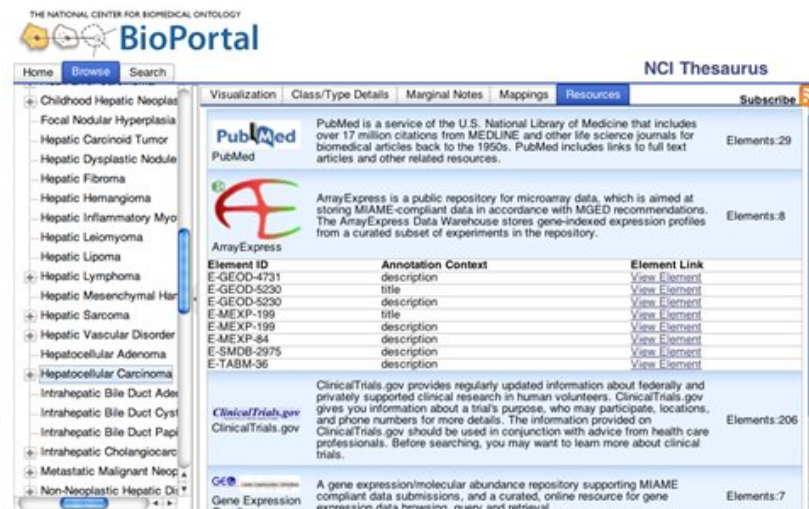 THE NATIONAL CENTER FOR BIOMEDICAL ONTOLOGY
BioPortal
Home Browse Search
NCI Thesaurus
Visualization Class/Type Details Marginal Notes Mappings Resources
Subscribe
Childhood Hepatic Neoplas
Focal Nodular Hyperplasia
Hepatic Carcinoid Tumor
Hepatic Dysplastic Nodule
Hepatic Fibroma
Hepatic Hemangioma
Hepatic Inflammatory Myo
Hepatic Leiomyoma
Hepatic Lipoma
Hepatic Lymphoma
Hepatic Mesenchymal Har
Hepatic Sarcoma
Hepatic Vascular Disorder
Hepatocellular Adenoma
Hepatocellular Carcinoma
Intrahepatic Bile Duct Ade
Intrahepatic Bile Duct Cyst
Intrahepatic Bile Duct Papi
Intrahepatic Cholangiocarc
Metastatic Malignant Neop
Non-Neoplastic Hepatic Di
PubMed
PubMed
PubMed is a service of the U.S. National Library of Medicine that includes
over 17 million citations from MEDLINE and other life science journals for
biomedical articles back to the 1950s. PubMed includes links to full text
articles and other related resources.
Elements:29
ArrayExpress
ArrayExpress is a public repository for microarray data, which is aimed at
storing MIAME-compliant data in accordance with MGED recommendations.
The ArrayExpress Data Warehouse stores gene-indexed expression profiles
from a curated subset of experiments in the repository.
Elements:8
Element ID Annotation Context Element Link
E-GEOD-4731 description View Element
E-GEOD-5230 title View Element
E-GEOD-5230 description View Element
E-MEXP-199 title View Element
E-MEXP-199 description View Element
E-MEXP-84 description View Element
E-SMDB-2975 description View Element
E-TABM-36 description View Element
ClinicalTrials.gov
ClinicalTrials.gov
ClinicalTrials.gov provides regularly updated information about federally and
privately supported clinical research in human volunteers. ClinicalTrials.gov
gives you information about a trial's purpose, who may participate, locations,
and phone numbers for more details. The information provided on
ClinicalTrials.gov should be used in conjunction with advice from health care
professionals. Before searching, you may want to learn more about clinical
trials.
Elements:206
GEO
Gene Expression
A gene expression/molecular abundance repository supporting MIAME
compliant data submissions, and a curated, online resource for gene
expression data browsing, query and retrieval.
Elements:7